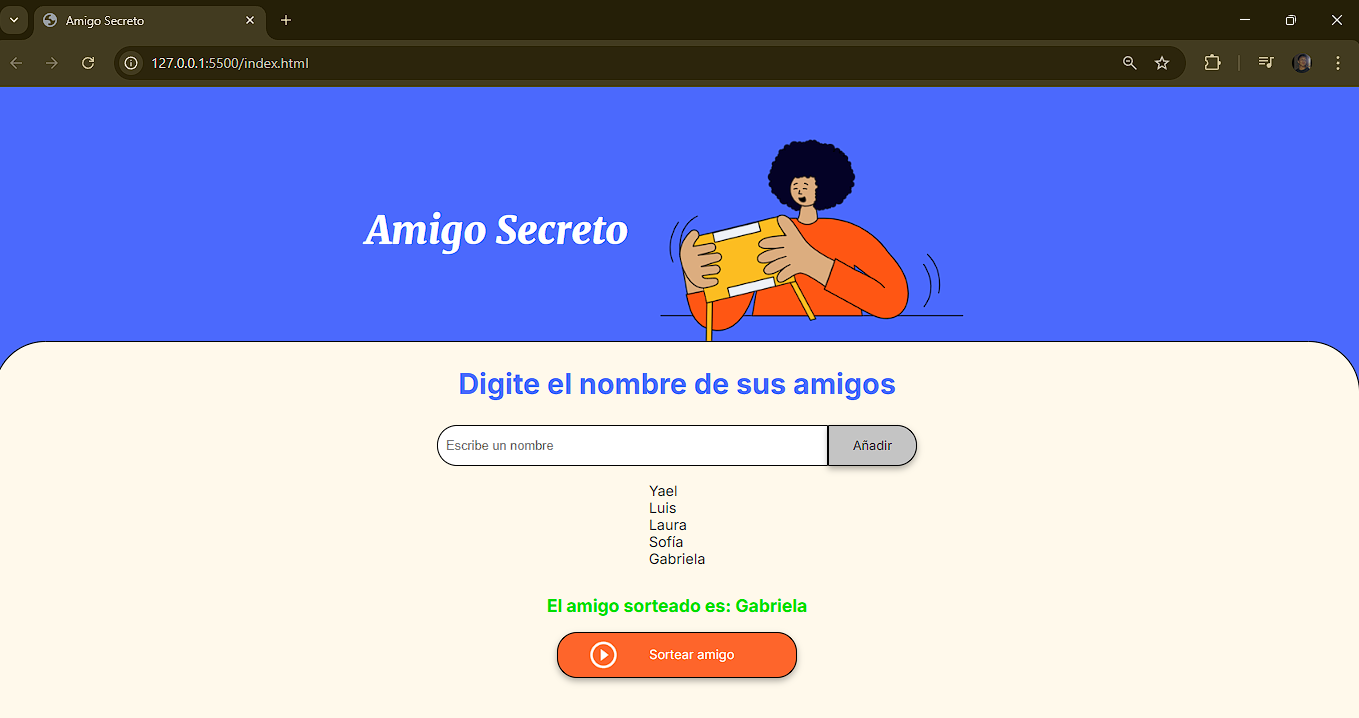 Amigo Secreto
127.0.0.1:5500/index.html
Amigo Secreto
Digite el nombre de sus amigos
Escribe un nombre
Añadir
Yael
Luis
Laura
Sofía
Gabriela
El amigo sorteado es: Gabriela
Sortear amigo